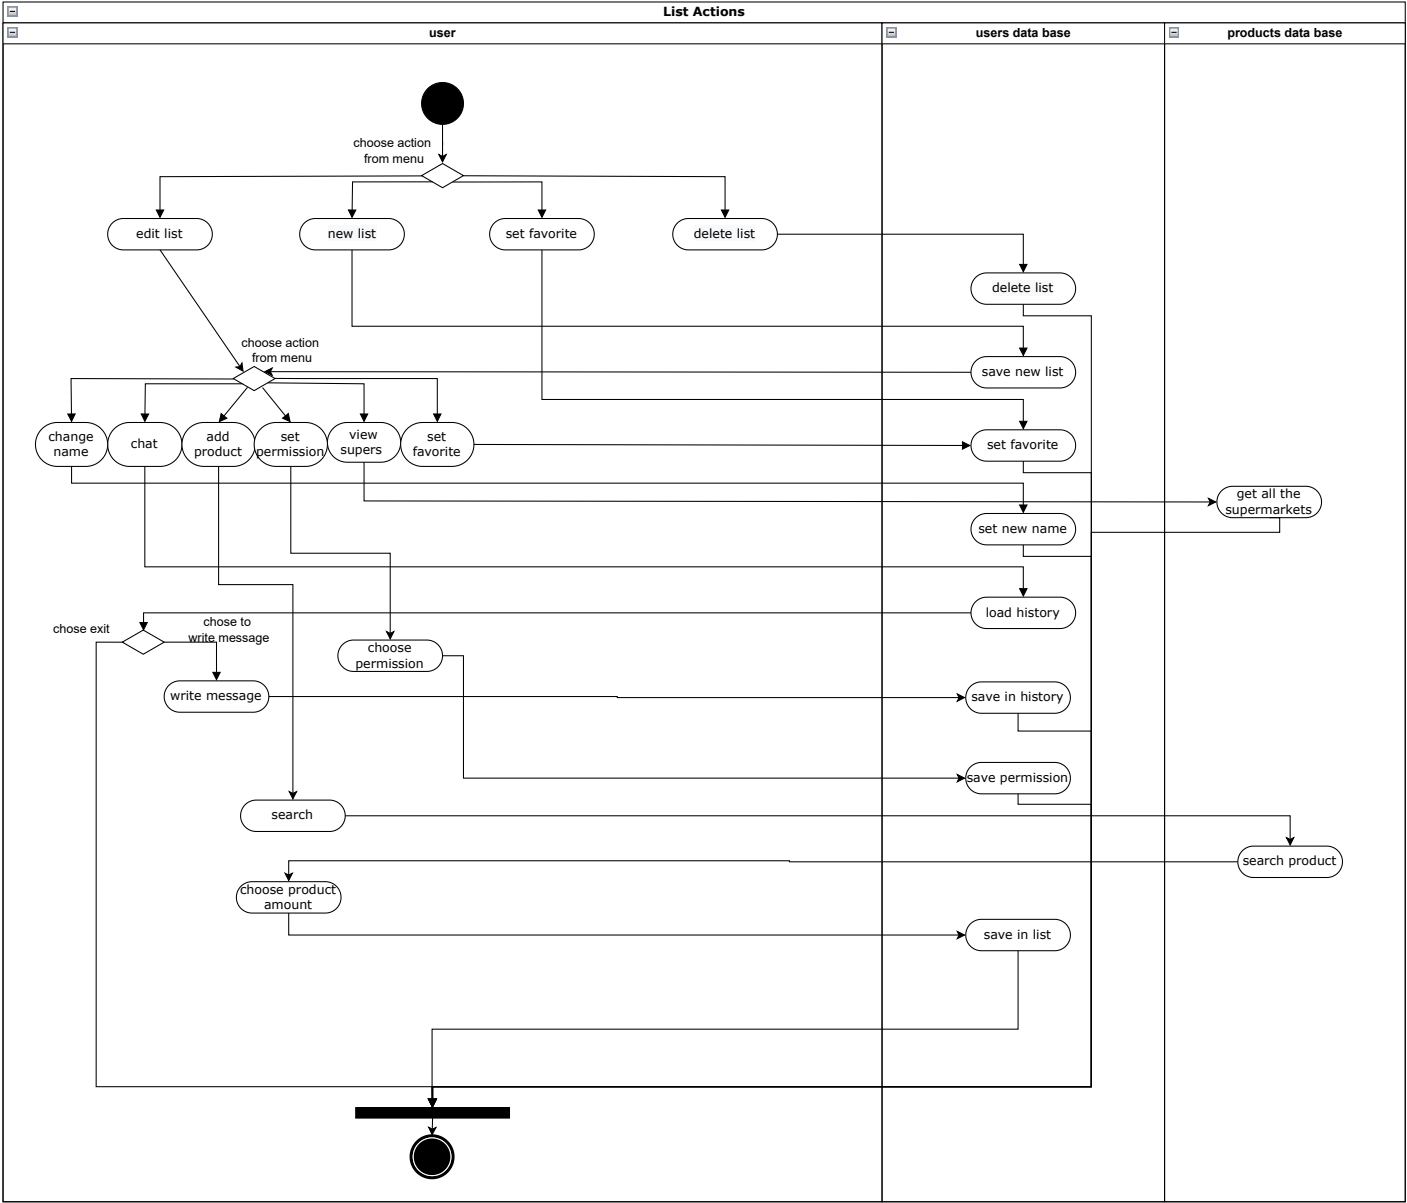 List Actions
user
users data base
products data base
choose action
from menu
edit list
new list
set favorite
delete list
delete list
choose action
from menu
save new list
change
name
chat
add
product
set
permission
view
supers
set
favorite
set favorite
get all the
supermarkets
set new name
load history
chose exit
chose to
write message
choose
permission
write message
save in history
save permission
search
search product
choose product
amount
save in list